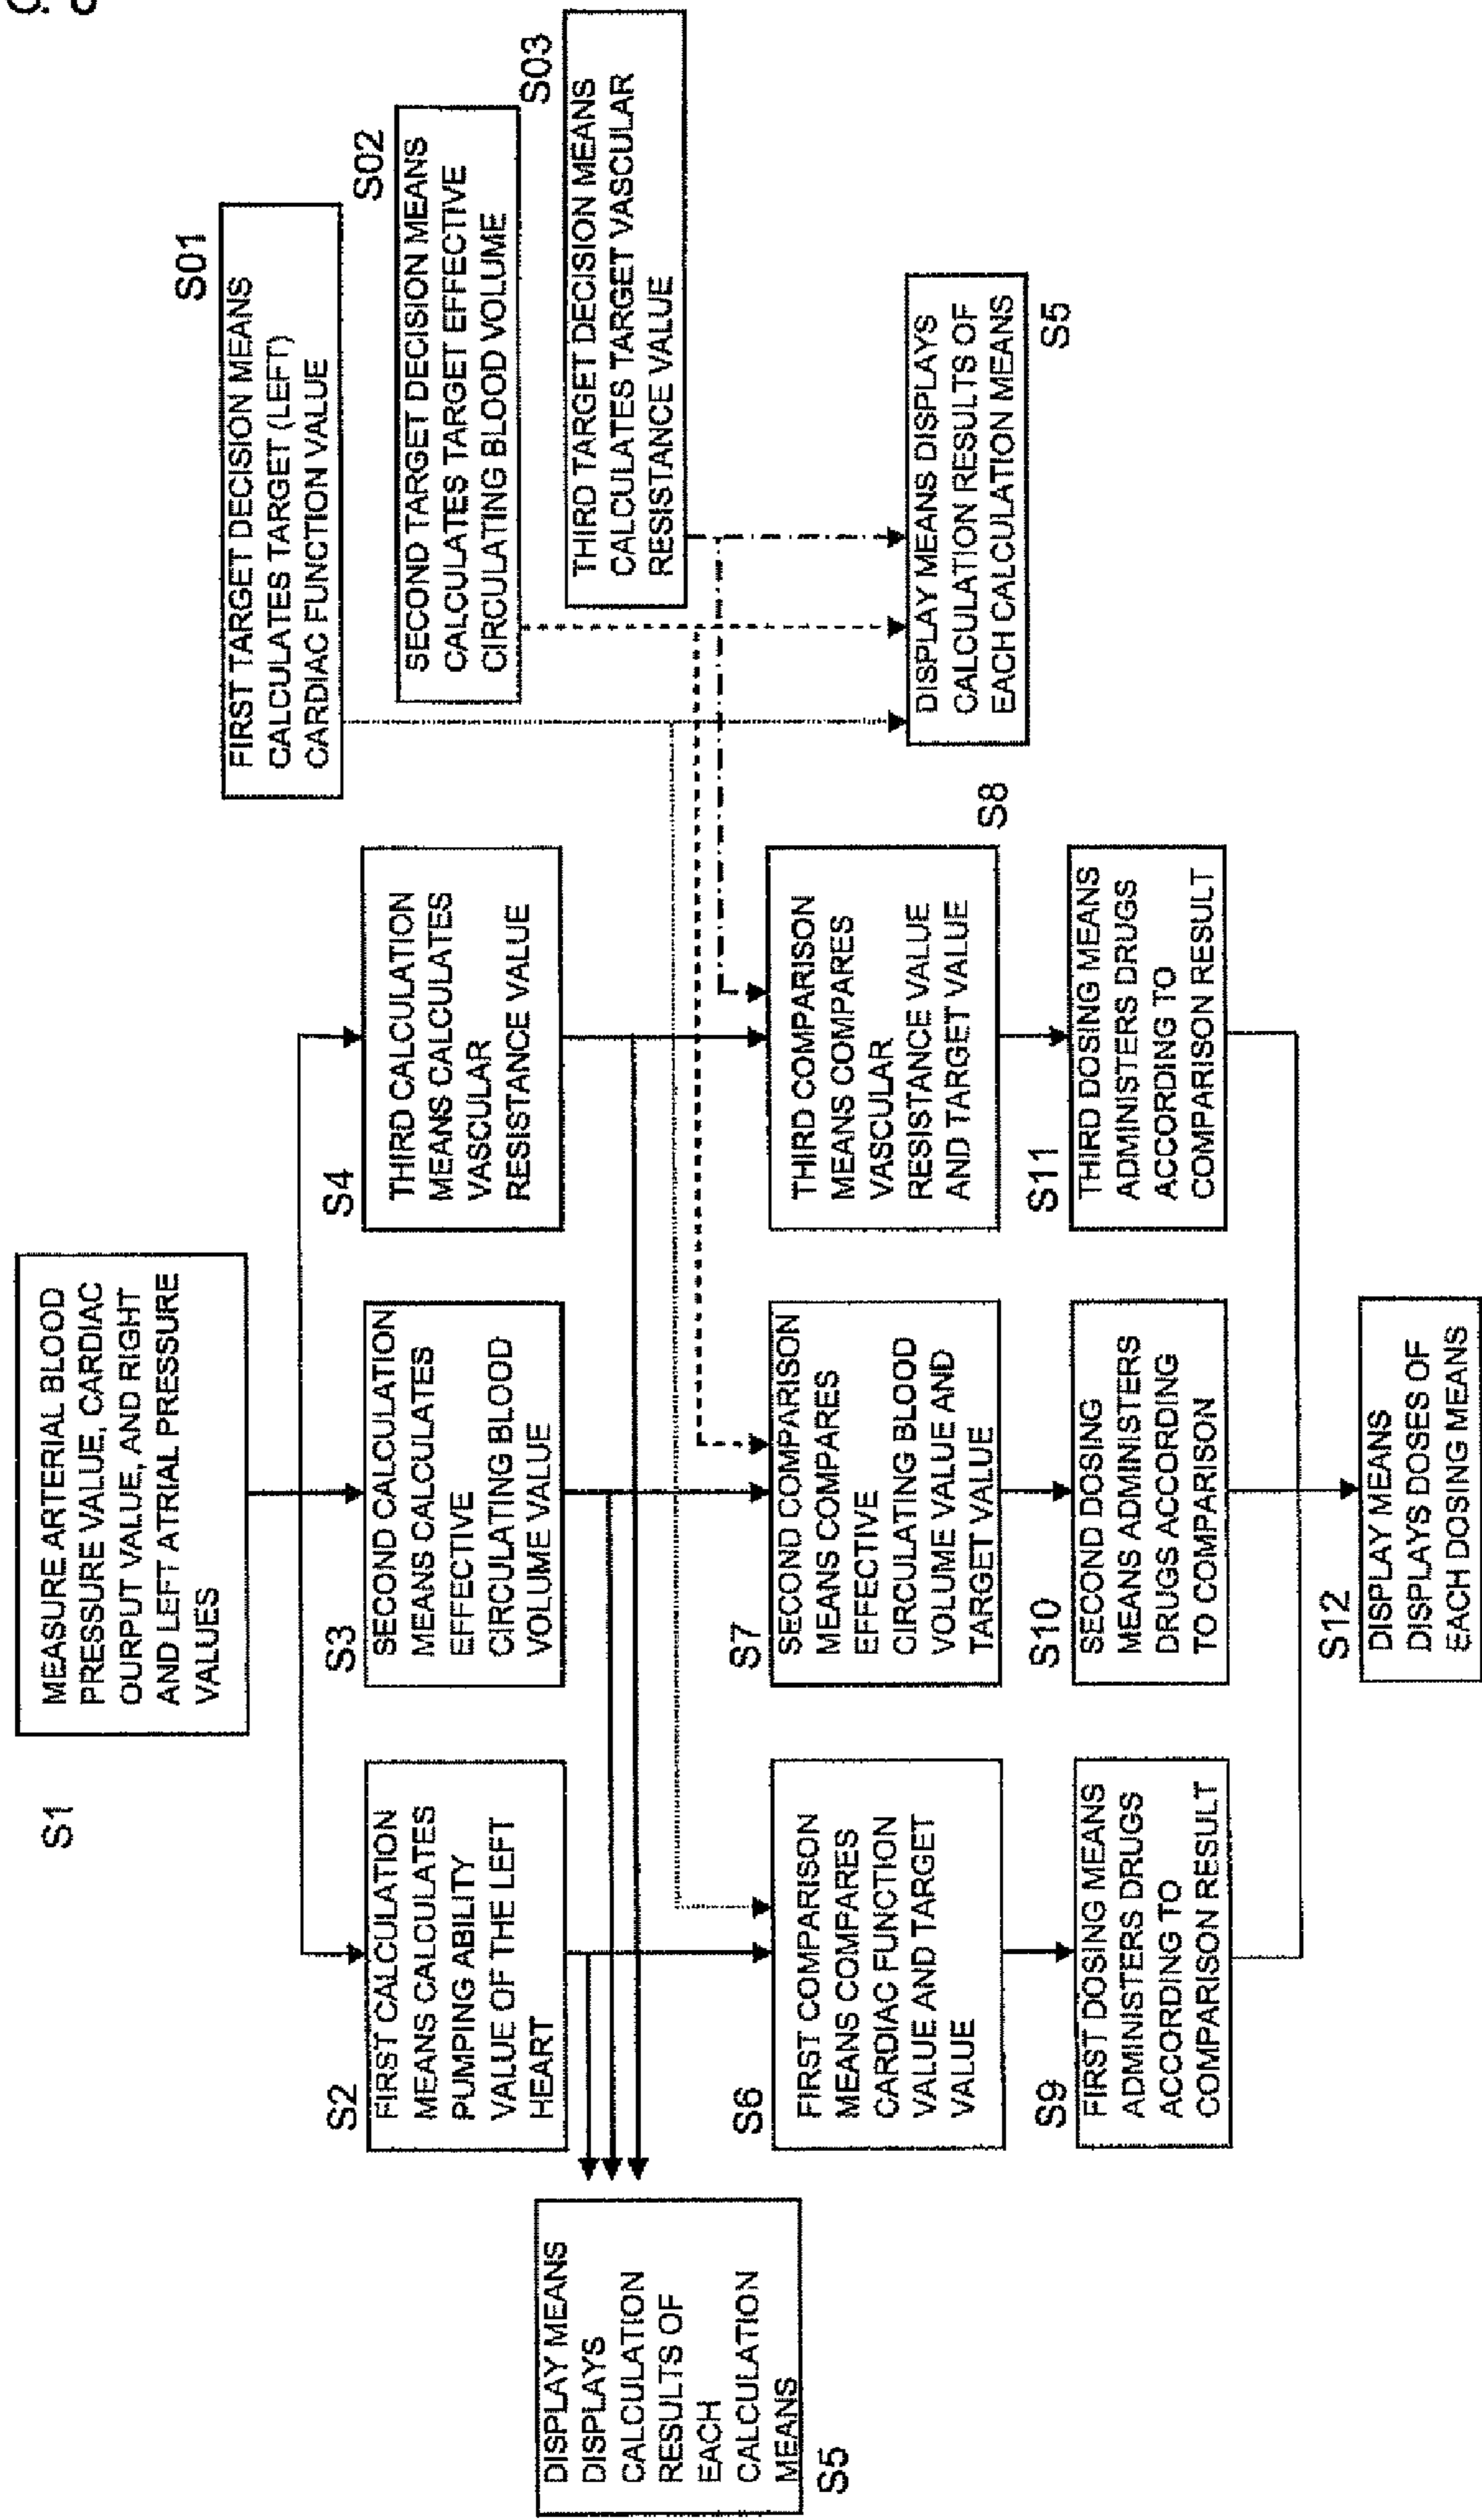 S1
MEASURE ARTERIAL BLOOD
PRESSURE VALUE, CARDIAC
OURPUT VALUE, AND RIGHT
AND LEFT ATRIAL PRESSURE
VALUES
S01
FIRST TARGET DECISION MEANS
CALCULATES TARGET (LEFT)
CARDIAC FUNCTION VALUE
S02
SECOND TARGET DECISION MEANS
CALCULATES TARGET EFFECTIVE
CIRCULATING BLOOD VOLUME
S03
THIRD TARGET DECISION MEANS
CALCULATES TARGET VASCULAR
RESISTANCE VALUE
S2
FIRST CALCULATION
MEANS CALCULATES
PUMPING ABILITY
VALUE OF THE LEFT
HEART
S3
SECOND CALCULATION
MEANS CALCULATES
EFFECTIVE
CIRCULATING BLOOD
VOLUME VALUE
S4
THIRD CALCULATION
MEANS CALCULATES
VASCULAR
RESISTANCE VALUE
DISPLAY MEANS
DISPLAYS
CALCULATION
RESULTS OF
EACH
CALCULATION
MEANS
S5
S6
FIRST COMPARISON
MEANS COMPARES
CARDIAC FUNCTION
VALUE AND TARGET
VALUE
S7
SECOND COMPARISON
MEANS COMPARES
EFFECTIVE
CIRCULATING BLOOD
VOLUME VALUE AND
TARGET VALUE
THIRD COMPARISON
MEANS COMPARES
VASCULAR
RESISTANCE VALUE
AND TARGET VALUE
S8
DISPLAY MEANS DISPLAYS
CALCULATION RESULTS OF
EACH CALCULATION MEANS
S5
S9
FIRST DOSING MEANS
ADMINISTERS DRUGS
ACCORDING TO
COMPARISON RESULT
S10
SECOND DOSING
MEANS ADMINISTERS
DRUGS ACCORDING
TO COMPARISON
S11
THIRD DOSING MEANS
ADMINISTERS DRUGS
ACCORDING TO
COMPARISON RESULT
S12
DISPLAY MEANS
DISPLAYS DOSES OF
EACH DOSING MEANS